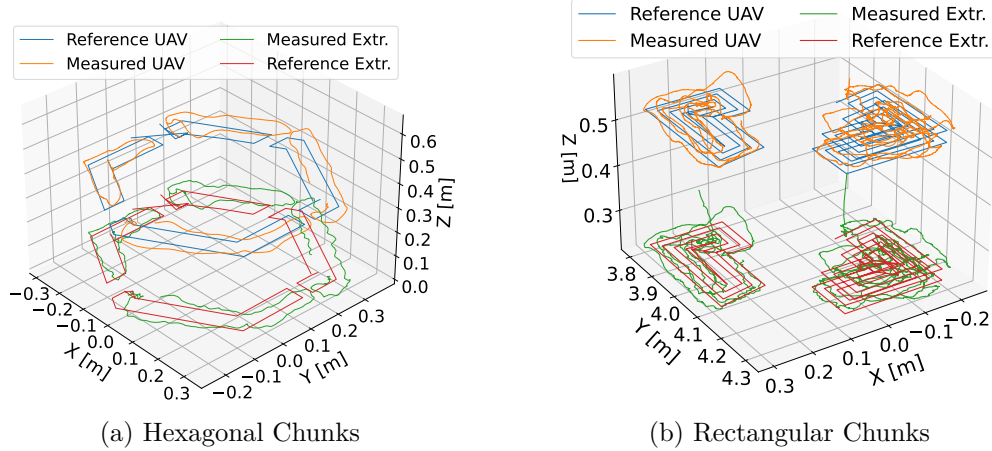 Reference UAV
Measured UAV
Measured Extr.
Reference Extr.
0.6
0.5
0.4
0.3
0.2
0.1
0.0
Z [m]
−0.3
−0.2
−0.1
0.0
0.1
0.2
0.3
X [m]
−0.2
−0.1
0.0
0.1
0.2
0.3
Y [m]
(a) Hexagonal Chunks
Reference UAV
Measured UAV
Measured Extr.
Reference Extr.
0.5
0.4
0.3
Z [m]
3.8
3.9
4.0
4.1
4.2
4.3
Y [m]
0.3
0.2
0.1
0.0
−0.1
−0.2
X [m]
(b) Rectangular Chunks